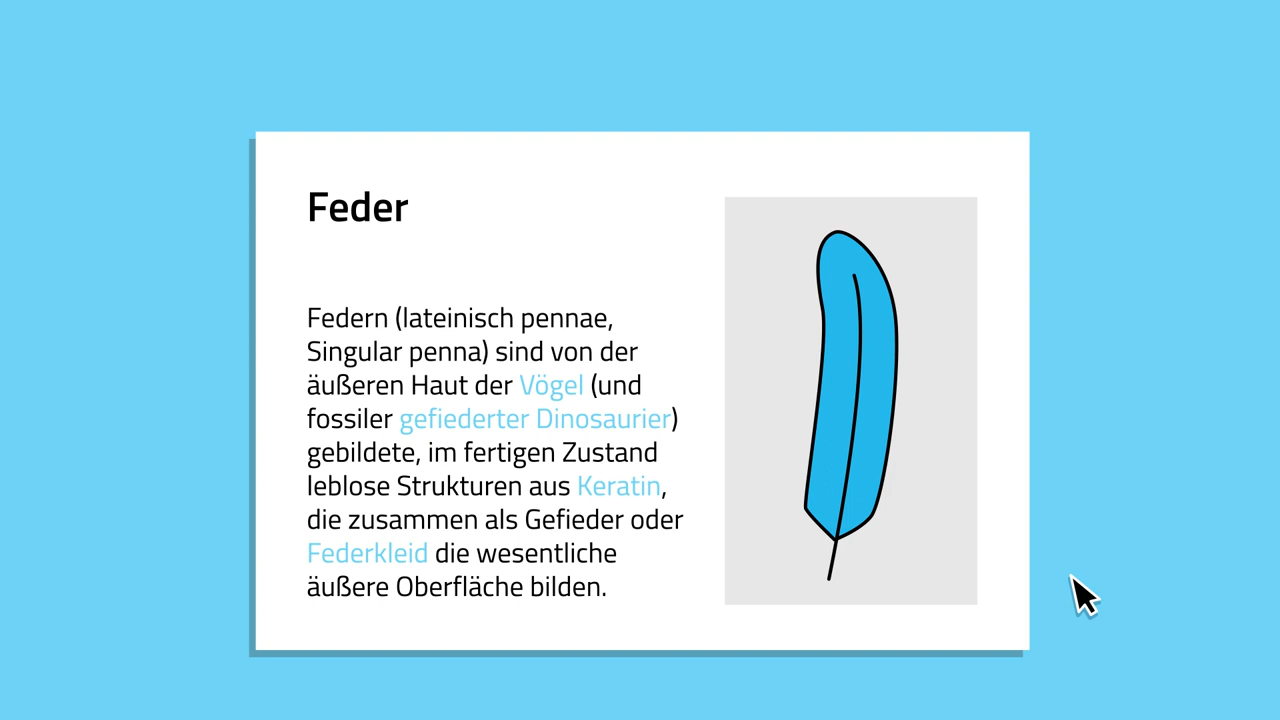 Feder
Federn (lateinisch pennae,
Singular penna) sind von der
äußeren Haut der Vögel (und
fossiler gefiederter Dinosaurier)
gebildete, im fertigen Zustand
leblose Strukturen aus Keratin,
die zusammen als Gefieder oder
Federkleid die wesentliche
äußere Oberfläche bilden.